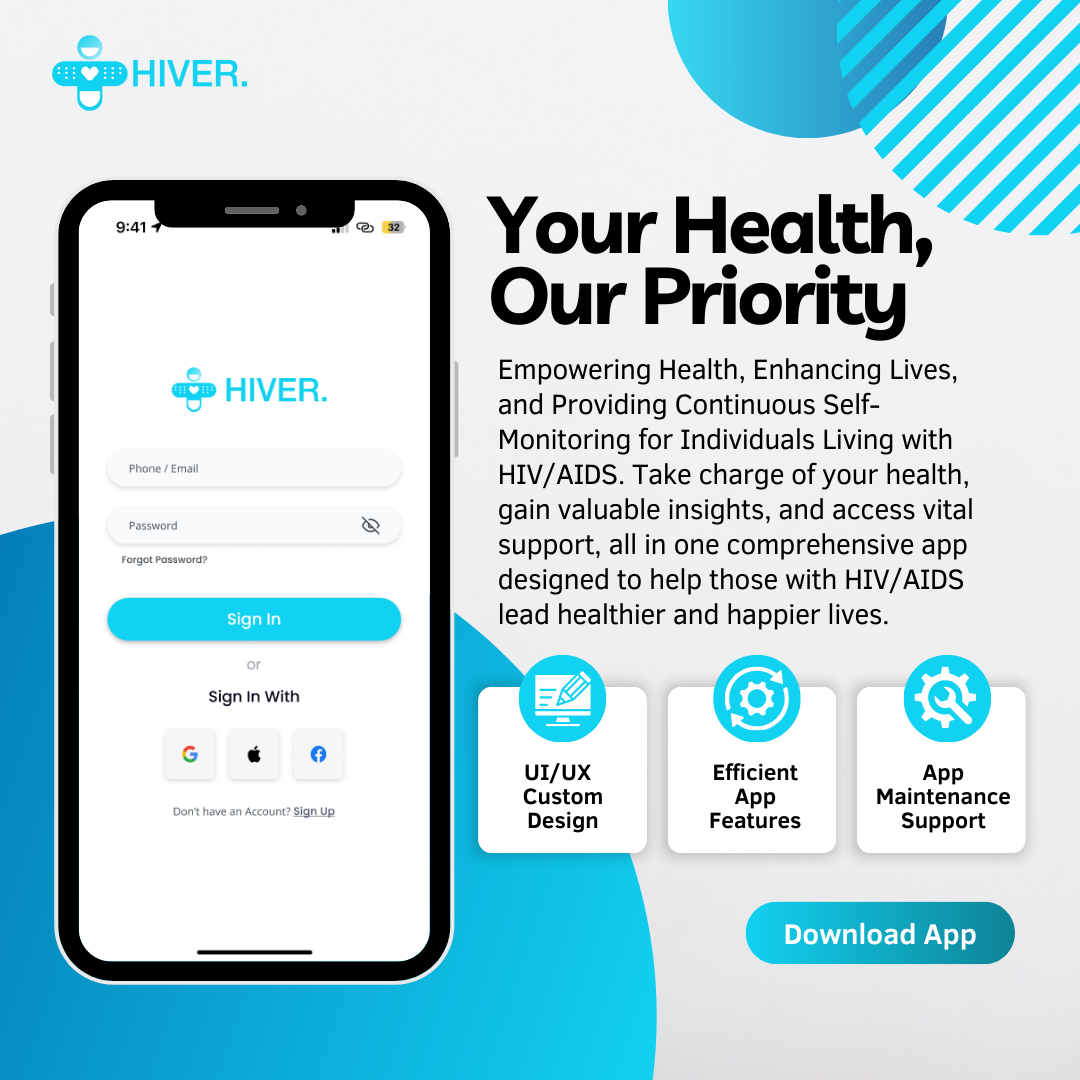 HIVER.
9:41
32
HIVER.
Phone / Email
Password
Forgot Password?
Sign In
or
Sign In With
Don't have an Account? Sign Up
Your Health,
Our Priority
Empowering Health, Enhancing Lives,
and Providing Continuous Self-
Monitoring for Individuals Living with
HIV/AIDS. Take charge of your health,
gain valuable insights, and access vital
support, all in one comprehensive app
designed to help those with HIV/AIDS
lead healthier and happier lives.
UI/UX
Custom
Design
Efficient
App
Features
App
Maintenance
Support
Download App